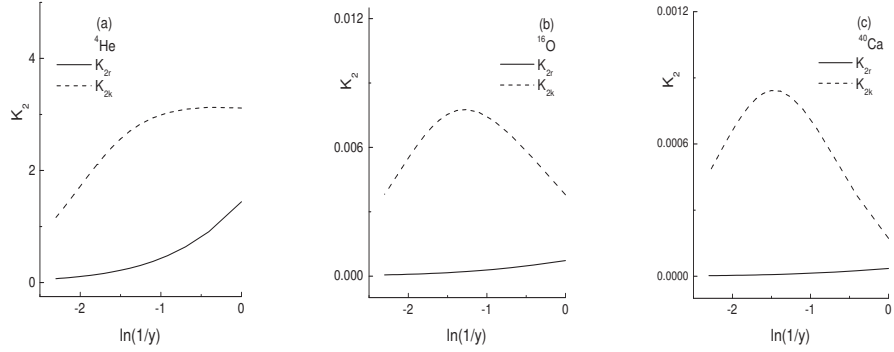 (a)
4He
K2r
K2k
K2
4
2
0
-2
-1
0
ln(1/y)
(b)
16O
K2r
K2k
K2
0.012
0.006
0.000
-2
-1
0
ln(1/y)
(c)
40Ca
K2r
K2k
K2
0.0012
0.0006
0.0000
-2
-1
0
ln(1/y)